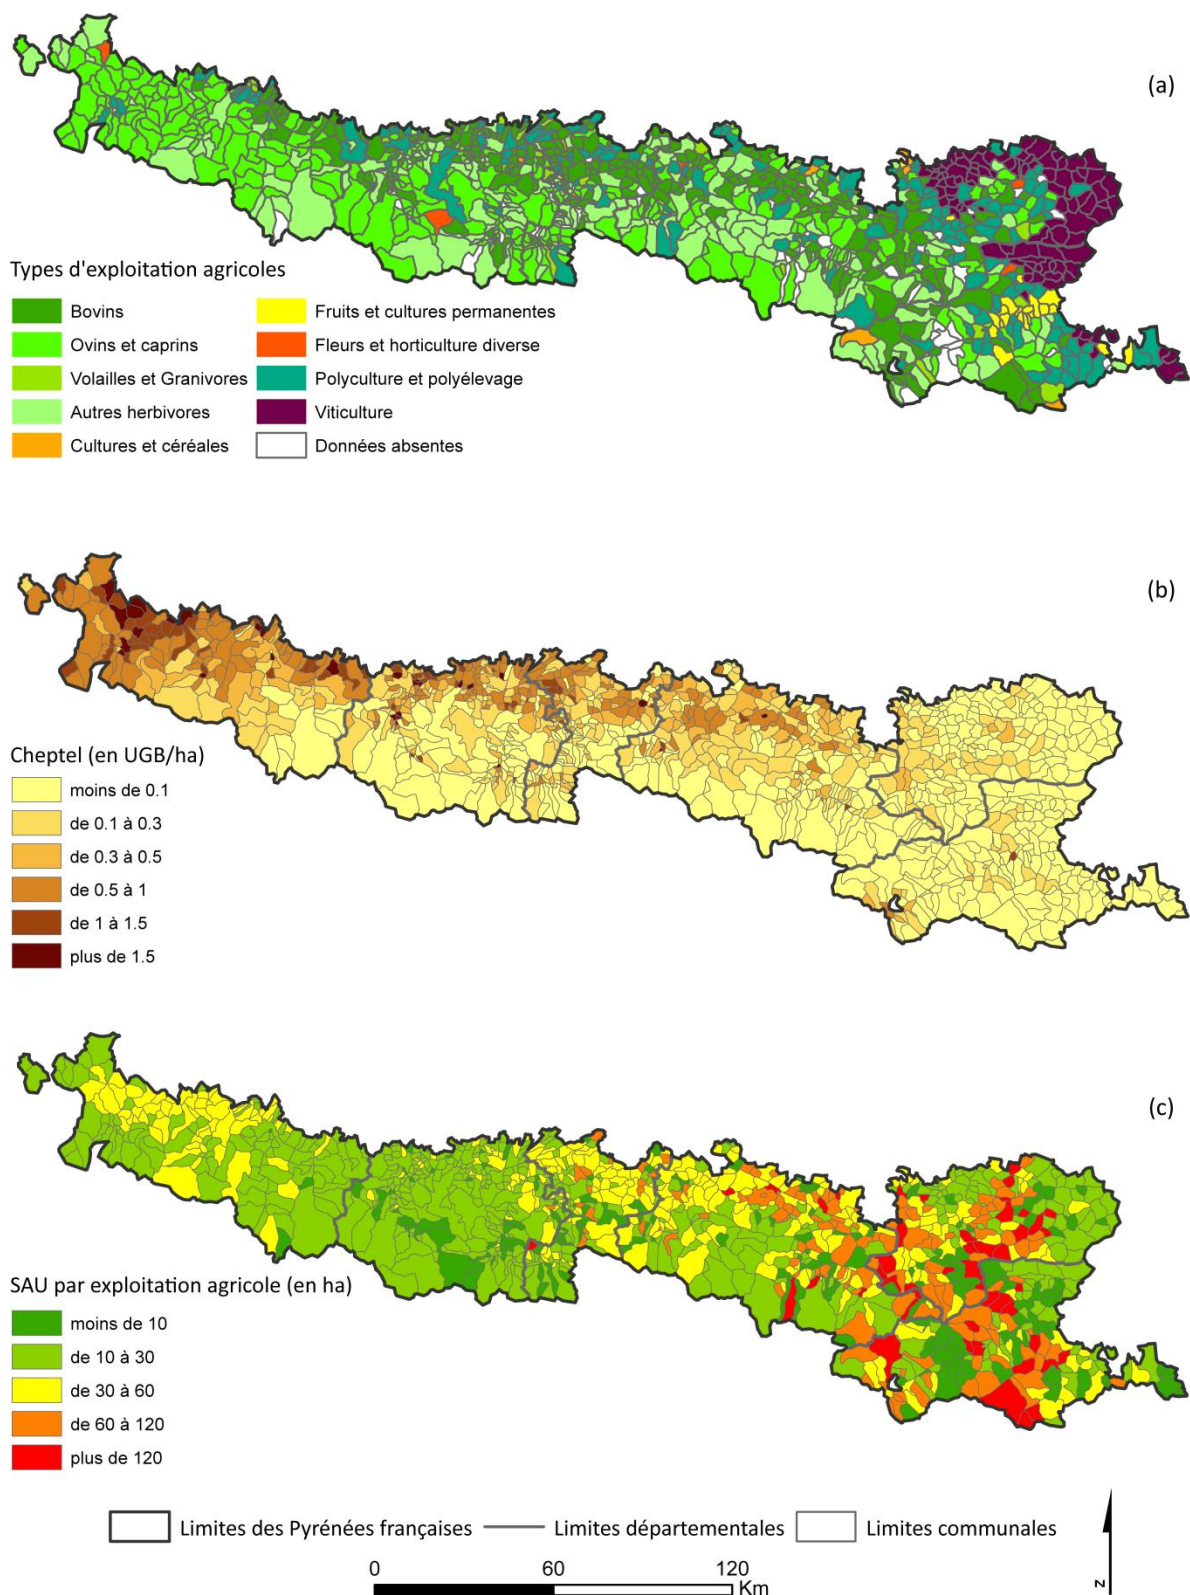 (a)
Types d'exploitation agricoles
Bovins
Ovins et caprins
Volailles et Granivores
Autres herbivores
Cultures et céréales
Fruits et cultures permanentes
Fleurs et horticulture diverse
Polyculture et polyélevage
Viticulture
Données absentes
(b)
Cheptel (en UGB/ha)
moins de 0.1
de 0.1 à 0.3
de 0.3 à 0.5
de 0.5 à 1
de 1 à 1.5
plus de 1.5
(c)
SAU par exploitation agricole (en ha)
moins de 10
de 10 à 30
de 30 à 60
de 60 à 120
plus de 120
Limites des Pyrénées françaises
Limites départementales
Limites communales
0 60 120
Km
N